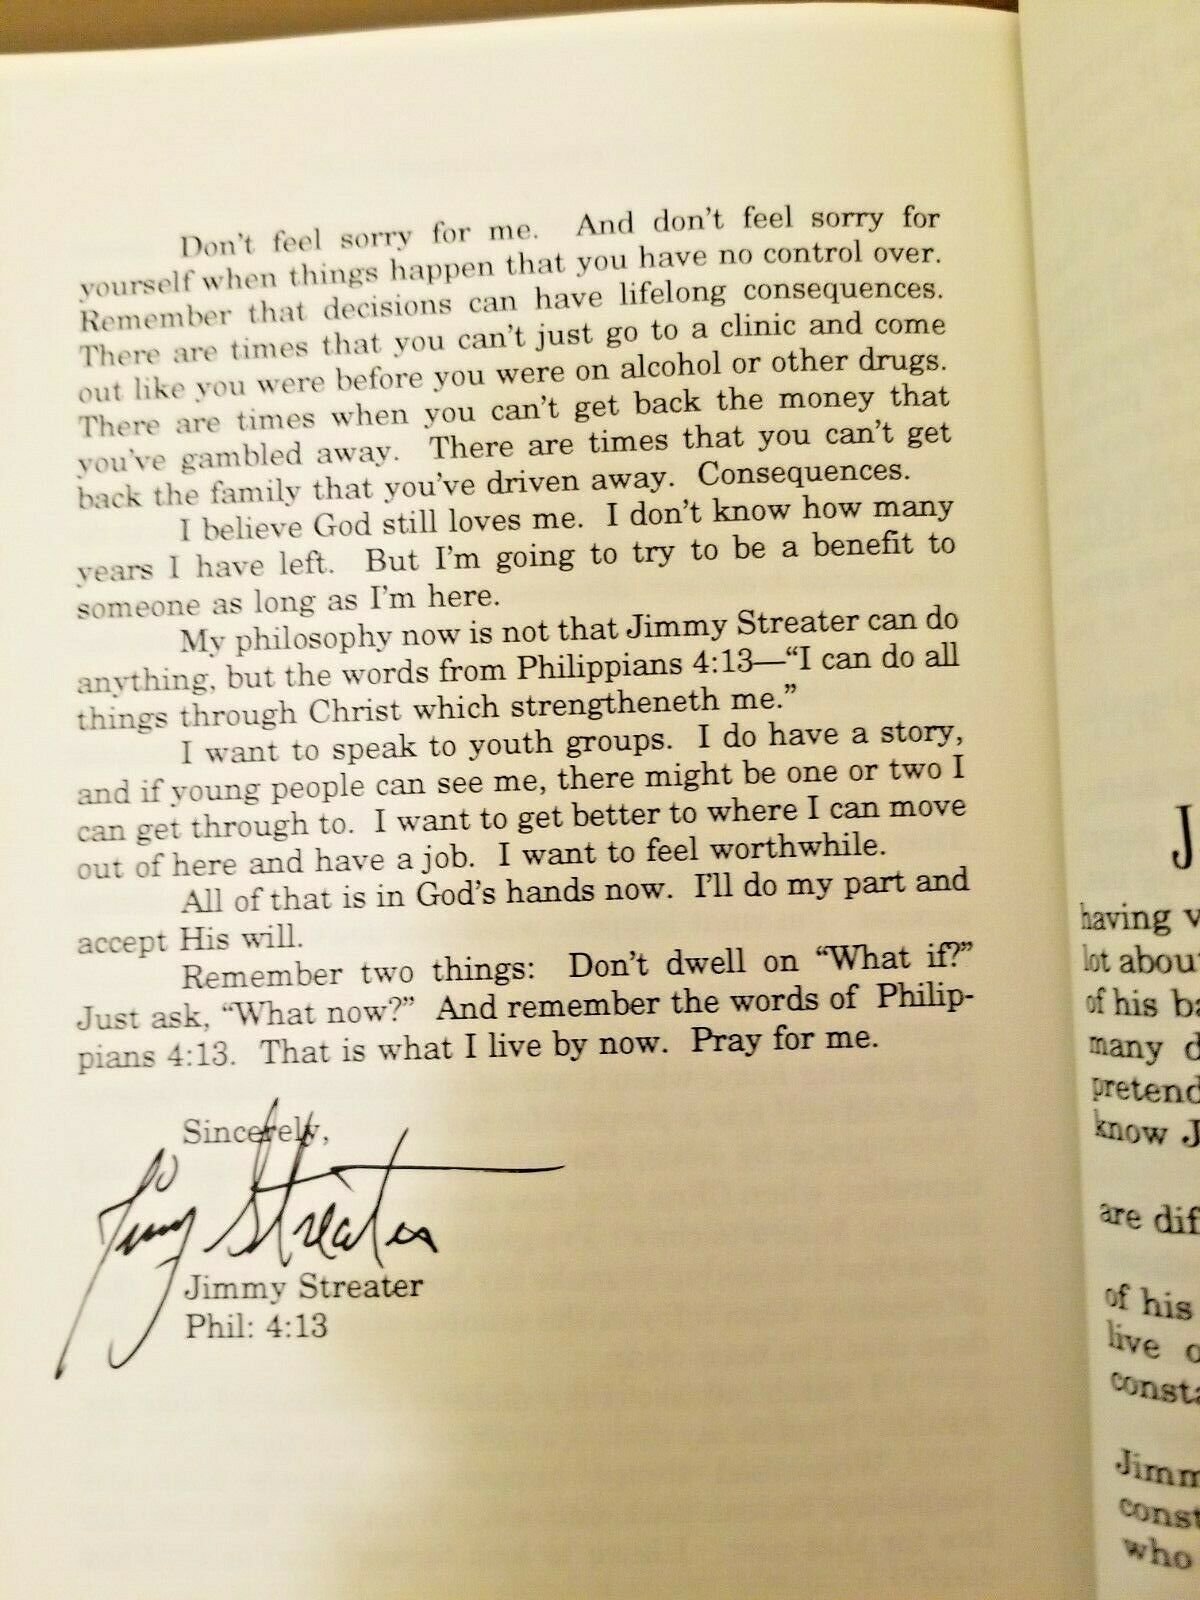 Don't feel sorry for me. And don't feel sorry for
yourself when things happen that you have no control over.
Remember that decisions can have lifelong consequences.
There are times that you can't just go to a clinic and come
out like you were before you were on alcohol or other drugs.
There are times when you can't get back the money that
you've gambled away. There are times that you can't get
back the family that you've driven away. Consequences.
I believe God still loves me. I don't know how many
years I have left. But I'm going to try to be a benefit to
someone as long as I'm here.
My philosophy now is not that Jimmy Streater can do
anything, but the words from Philippians 4:13—“I can do all
things through Christ which strengtheneth me.”
I want to speak to youth groups. I do have a story,
and if young people can see me, there might be one or two I
can get through to. I want to get better to where I can move
out of here and have a job. I want to feel worthwhile.
All of that is in God's hands now. I'll do my part and
accept His will.
Remember two things: Don't dwell on “What if?”
Just ask, “What now?” And remember the words of Philip-
pians 4:13. That is what I live by now. Pray for me.
Sincerely,
Jimmy Streater
Jimmy Streater
Phil: 4:13
J
having
lot abou
of his
many
pretend
know J
are dif
of his
live
consta
Jimm
const
who